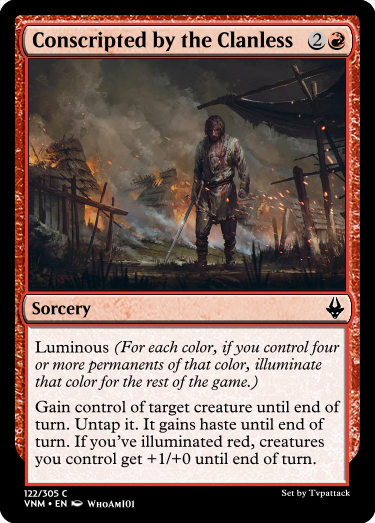 Conscripted by the Clanless 2
Sorcery
Luminous (For each color, if you control four
or more permanents of that color, illuminate
that color for the rest of the game.)
Gain control of target creature until end of
turn. Untap it. It gains haste until end of
turn. If you've illuminated red, creatures
you control get +1/+0 until end of turn.
122/305 C
Set by Tvpattack
VNM • EN WhoAmI01